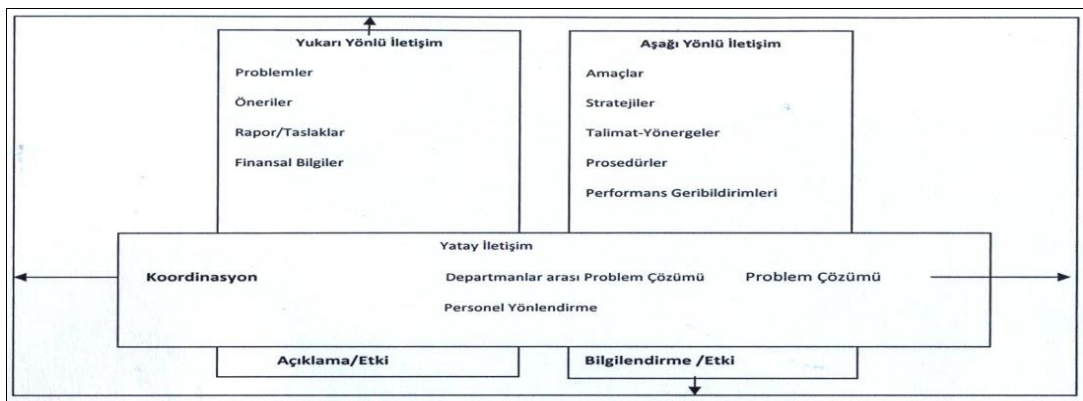 Yukarı Yönlü İletişim
Problemler
Öneriler
Rapor/Taslaklar
Finansal Bilgiler
Aşağı Yönlü İletişim
Amaçlar
Stratejiler
Talimat-Yönergeler
Prosedürler
Performans Geribildirimleri
Yatay İletişim
Koordinasyon
Departmanlar arası Problem Çözümü
Problem Çözümü
Personel Yönlendirme
Açıklama/Etki
Bilgilendirme /Etki